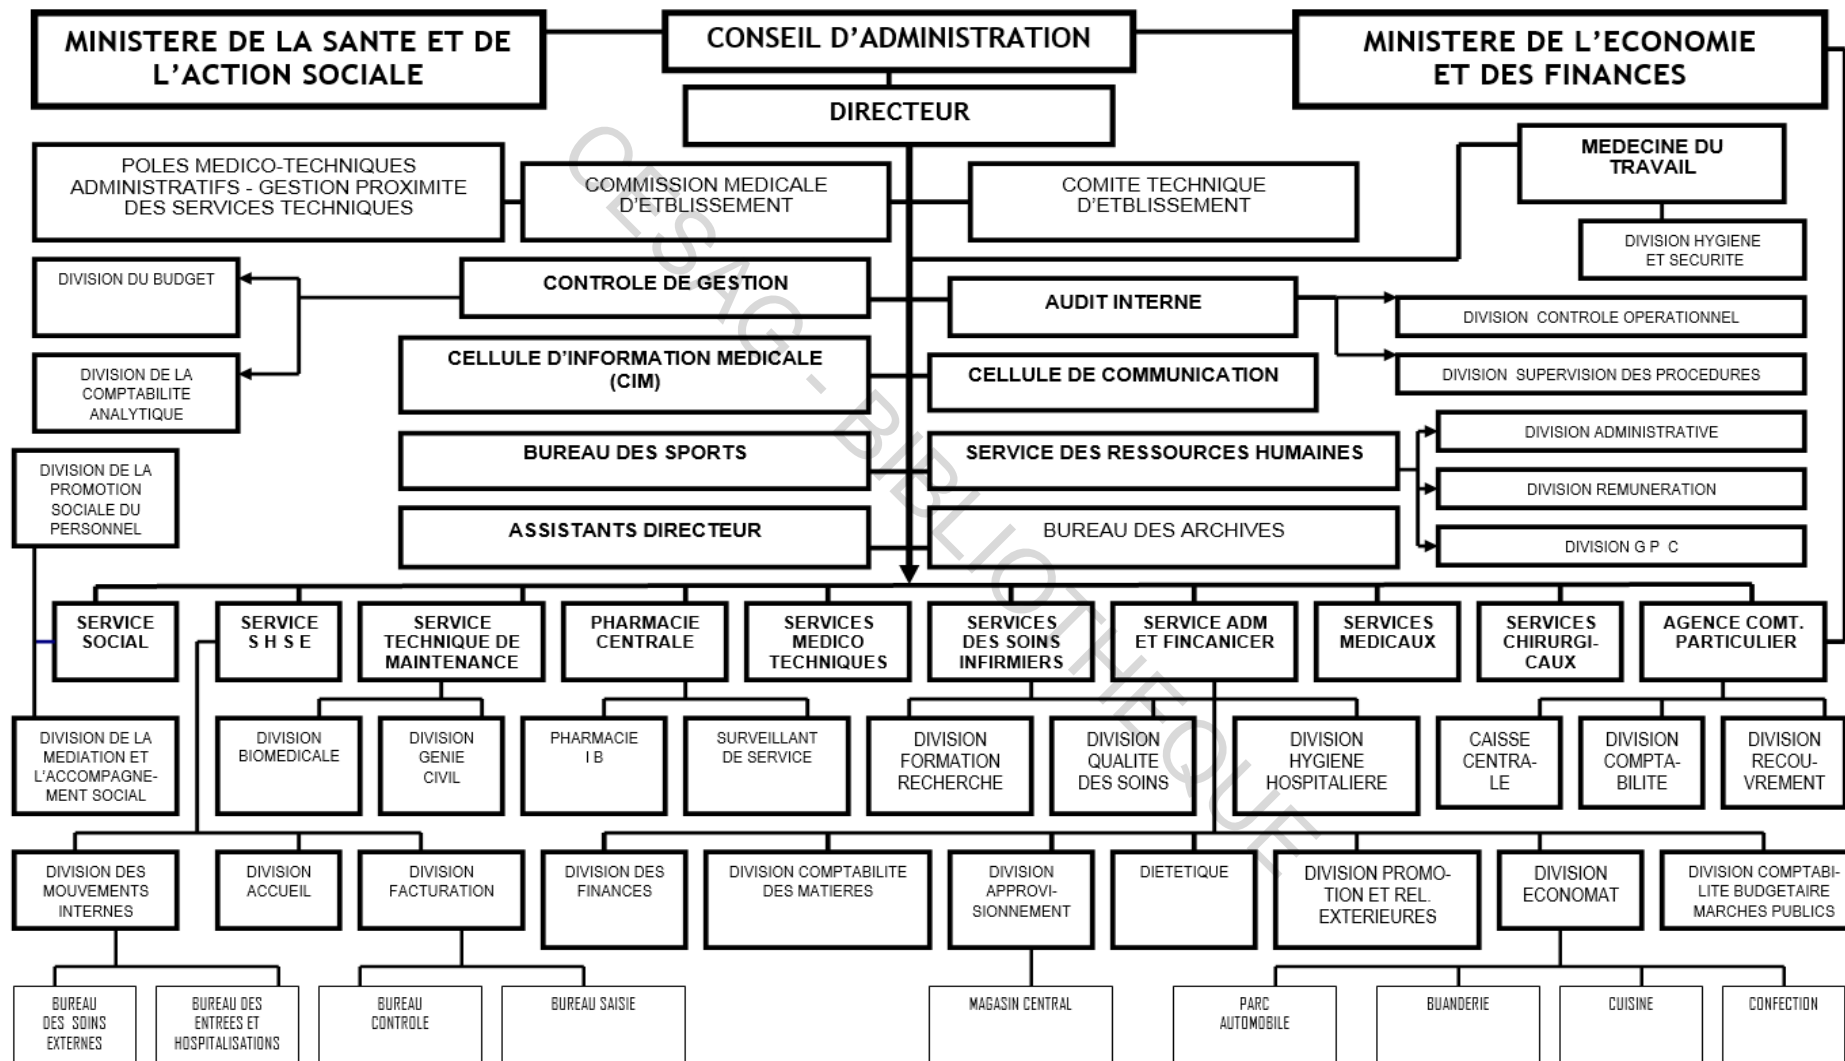 MINISTERE DE LA SANTE ET DE
L'ACTION SOCIALE
CONSEIL D'ADMINISTRATION
MINISTERE DE L'ECONOMIE
ET DES FINANCES
DIRECTEUR
POLES MEDICO-TECHNIQUES
ADMINISTRATIFS - GESTION PROXIMITE
DES SERVICES TECHNIQUES
COMMISSION MEDICALE
D'ETBLISSEMENT
COMITE TECHNIQUE
D'ETBLISSEMENT
MEDECINE DU
TRAVAIL
DIVISION HYGIENE
ET SECURITE
DIVISION DU BUDGET
CONTROLE DE GESTION
AUDIT INTERNE
DIVISION CONTROLE OPERATIONNEL
DIVISION DE LA
COMPTABILITE
ANALYTIQUE
CELLULE D'INFORMATION MEDICALE
(CIM)
CELLULE DE COMMUNICATION
DIVISION SUPERVISION DES PROCEDURES
DIVISION DE LA
PROMOTION
SOCIALE DU
PERSONNEL
BUREAU DES SPORTS
SERVICE DES RESSOURCES HUMAINES
DIVISION ADMINISTRATIVE
DIVISION REMUNERATION
DIVISION G P C
ASSISTANTS DIRECTEUR
BUREAU DES ARCHIVES
SERVICE
SOCIAL
SERVICE
S H S E
SERVICE
TECHNIQUE DE
MAINTENANCE
PHARMACIE
CENTRALE
SERVICES
MEDICO
TECHNIQUES
SERVICES
DES SOINS
INFIRMIERS
SERVICE ADM
ET FINCANICER
SERVICES
MEDICAUX
SERVICES
CHIRURGI-
CAUX
AGENCE COMT.
PARTICULIER
DIVISION DE LA
MEDIATION ET
L'ACCOMPAGNE-
MENT SOCIAL
DIVISION
BIOMEDICALE
DIVISION
GENIE
CIVIL
PHARMACIE
I B
SURVEILLANT
DE SERVICE
DIVISION
FORMATION
RECHERCHE
DIVISION
QUALITE
DES SOINS
DIVISION
HYGIENE
HOSPITALIERE
CAISSE
CENTRA-
LE
DIVISION
COMPTA-
BILITE
DIVISION
RECOU-
VREMENT
DIVISION DES
MOUVEMENTS
INTERNES
DIVISION
ACCUEIL
DIVISION
FACTURATION
DIVISION DES
FINANCES
DIVISION COMPTABILITE
DES MATIERES
DIVISION
APPROVI-
SIONNEMENT
DIETETIQUE
DIVISION PROMO-
TION ET REL.
EXTERIEURES
DIVISION
ECONOMAT
DIVISION COMPTABI-
LITE BUDGETAIRE
MARCHES PUBLICS
BUREAU
DES SOINS
EXTERNES
BUREAU DES
ENTREES ET
HOSPITALISATIONS
BUREAU
CONTROLE
BUREAU SAISIE
MAGASIN CENTRAL
PARC
AUTOMOBILE
BUANDERIE
CUISINE
CONFECTION
CESAG - BIBLIOTHEQUE